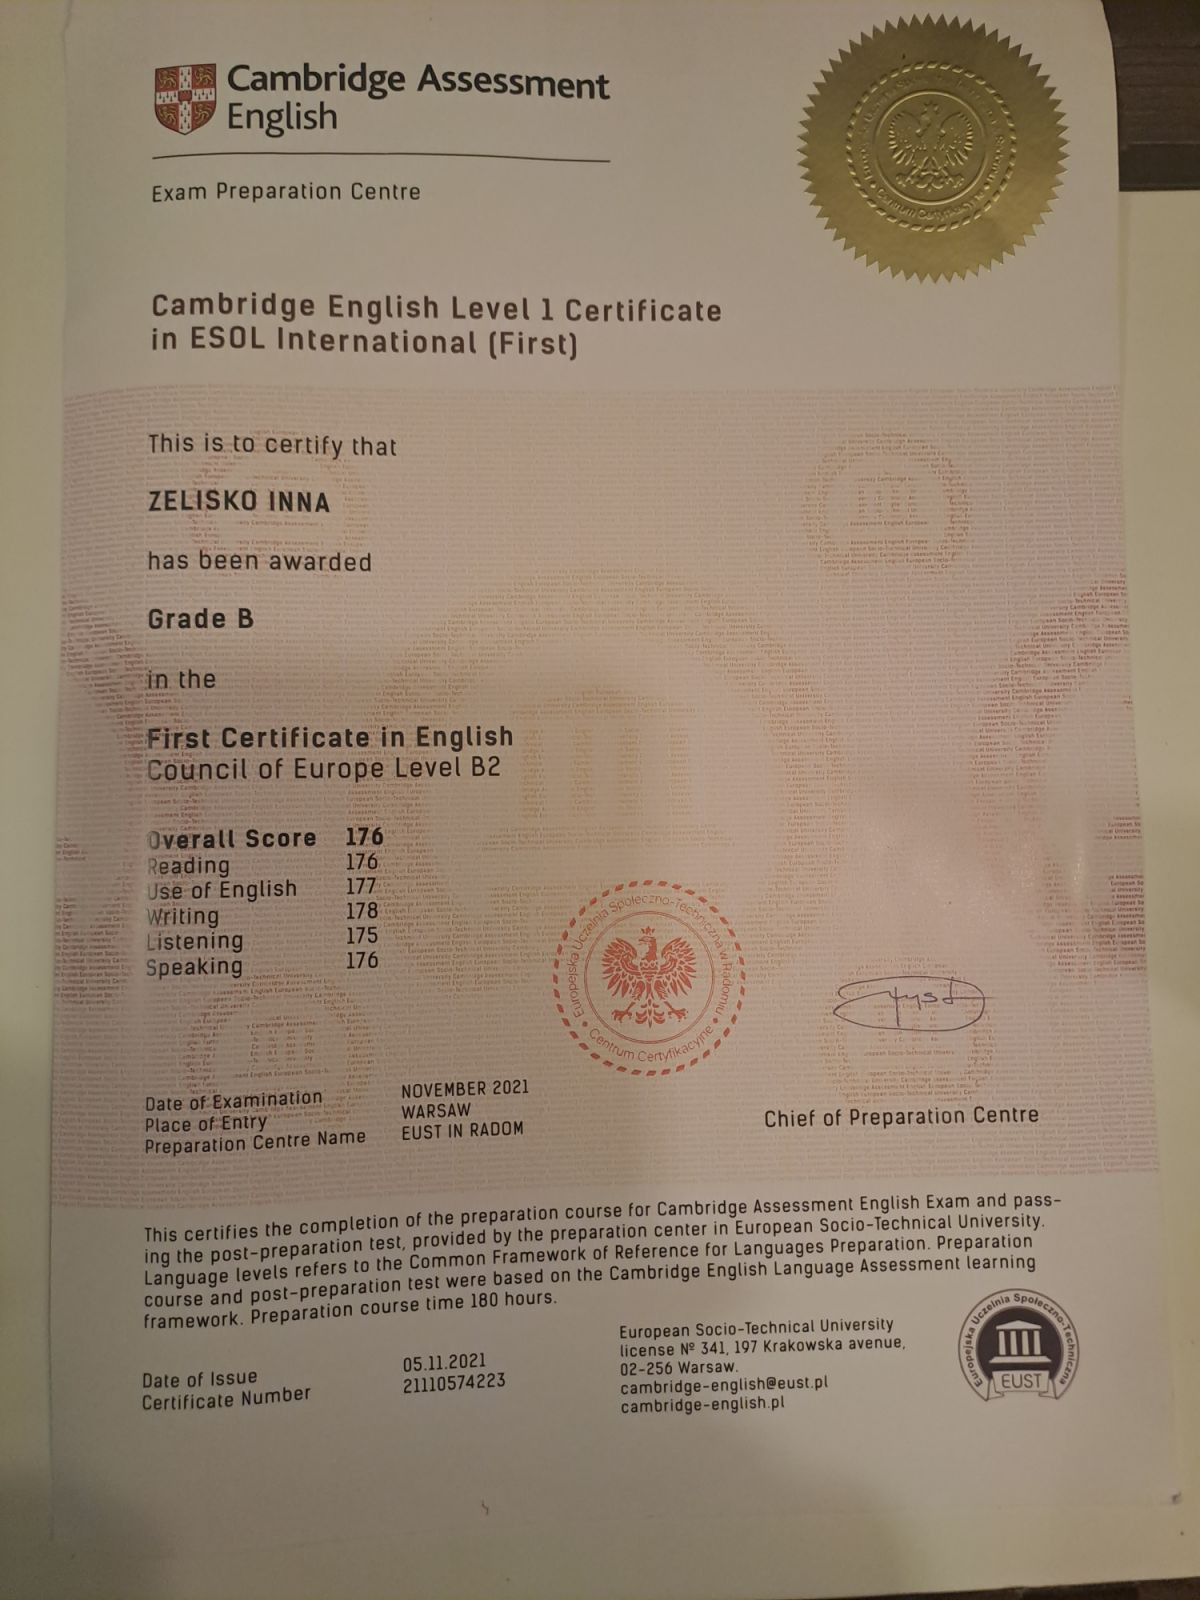 Cambridge Assessment
English
Exam Preparation Centre
Centrum Certyfikacyjne
Cambridge English Level 1 Certificate
in ESOL International (First)
This is to certify that
ZELISKO INNA
has been awarded
Grade B
in the
First Certificate in English
Council of Europe Level B2
Overall Score 176
Reading 176
Use of English 177
Writing 178
Listening 175
Speaking 176
Europejska Uczelnia Społeczno-Techniczna w Radomiu
Centrum Certyfikacyjne
Date of Examination NOVEMBER 2021
Place of Entry WARSAW
Preparation Centre Name EUST IN RADOM
Chief of Preparation Centre
This certifies the completion of the preparation course for Cambridge Assessment English Exam and pass-
ing the post-preparation test, provided by the preparation center in European Socio-Technical University.
Language levels refers to the Common Framework of Reference for Languages Preparation. Preparation
course and post-preparation test were based on the Cambridge English Language Assessment learning
framework. Preparation course time 180 hours.
Date of Issue 05.11.2021
Certificate Number 21110574223
European Socio-Technical University
license Nº 341, 197 Krakowska avenue,
02-256 Warsaw.
cambridge-english@eust.pl
cambridge-english.pl
Europejska Uczelnia Społeczno-Techniczna
EUST